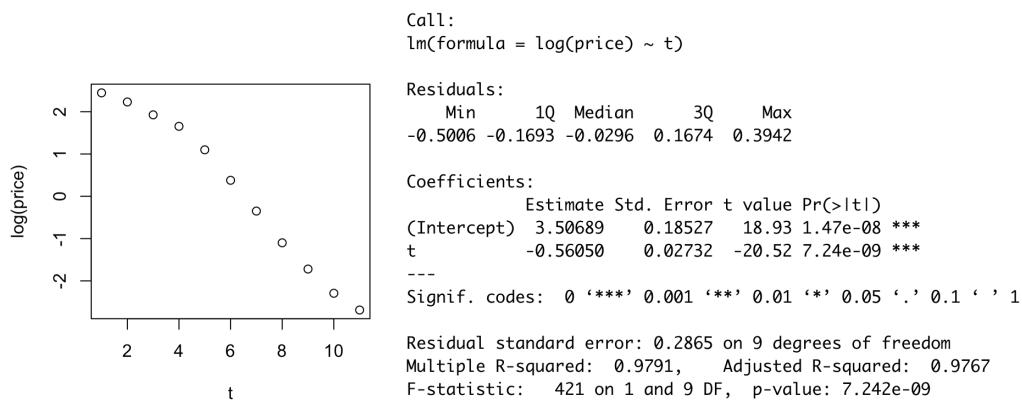 log(price)
2
1
0
-1
-2
2 4 6 8 10
t
Call:
lm(formula = log(price) ~ t)
Residuals:
Min 1Q Median 3Q Max
-0.5006 -0.1693 -0.0296 0.1674 0.3942
Coefficients:
Estimate Std. Error t value Pr(>|t|)
(Intercept) 3.50689 0.18527 18.93 1.47e-08 ***
t -0.56050 0.02732 -20.52 7.24e-09 ***
---
Signif. codes: 0 ‘***’ 0.001 ‘**’ 0.01 ‘*’ 0.05 ‘.’ 0.1 ‘ ’ 1
Residual standard error: 0.2865 on 9 degrees of freedom
Multiple R-squared: 0.9791, Adjusted R-squared: 0.9767
F-statistic: 421 on 1 and 9 DF, p-value: 7.242e-09